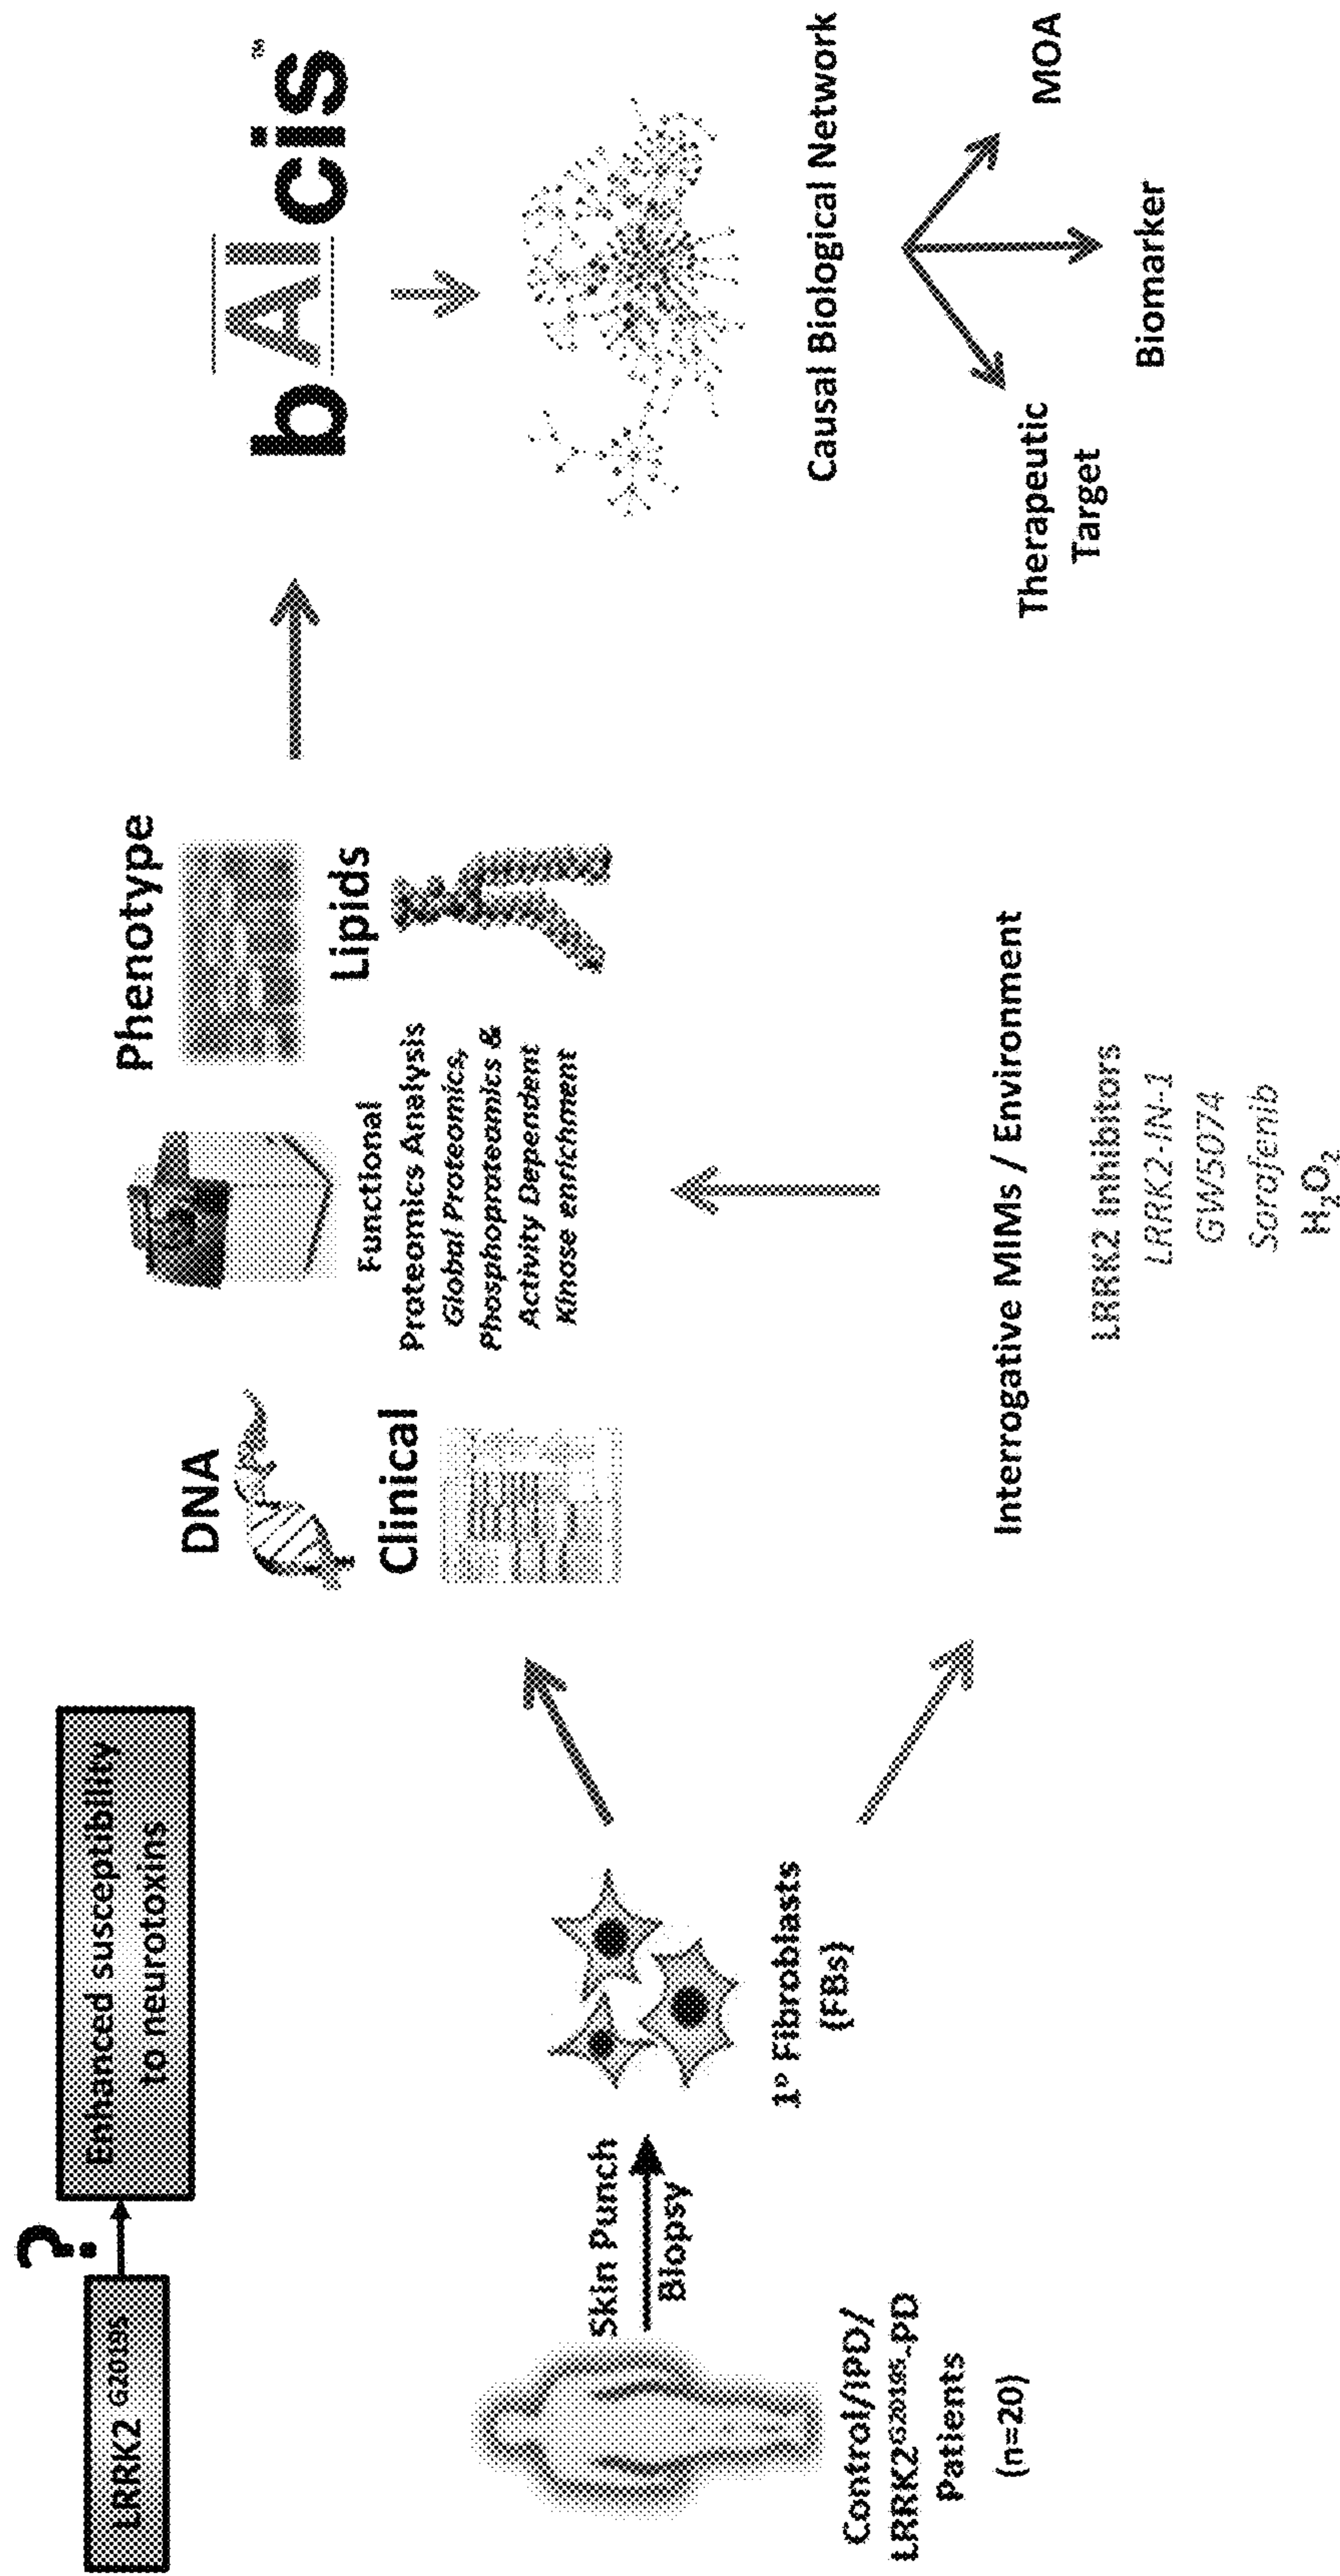 LRRK2 G2019S
?
Enhanced susceptibility
to neurotoxins
Control/IPD/
LRRK2G2019S-PD
Patients
(n=20)
Skin Punch
Biopsy
1° Fibroblasts
(FBs)
DNA
Clinical
Functional
Proteomics Analysis
Global Proteomics,
Phosphoproteomics &
Activity Dependent
Kinase enrichment
Phenotype
Lipids
Interrogative MIMs / Environment
LRRK2 Inhibitors
LRRK2-IN-1
GW5074
Sorafenib
H2O2
bAIcis™
Causal Biological Network
Therapeutic
Target
Biomarker
MOA